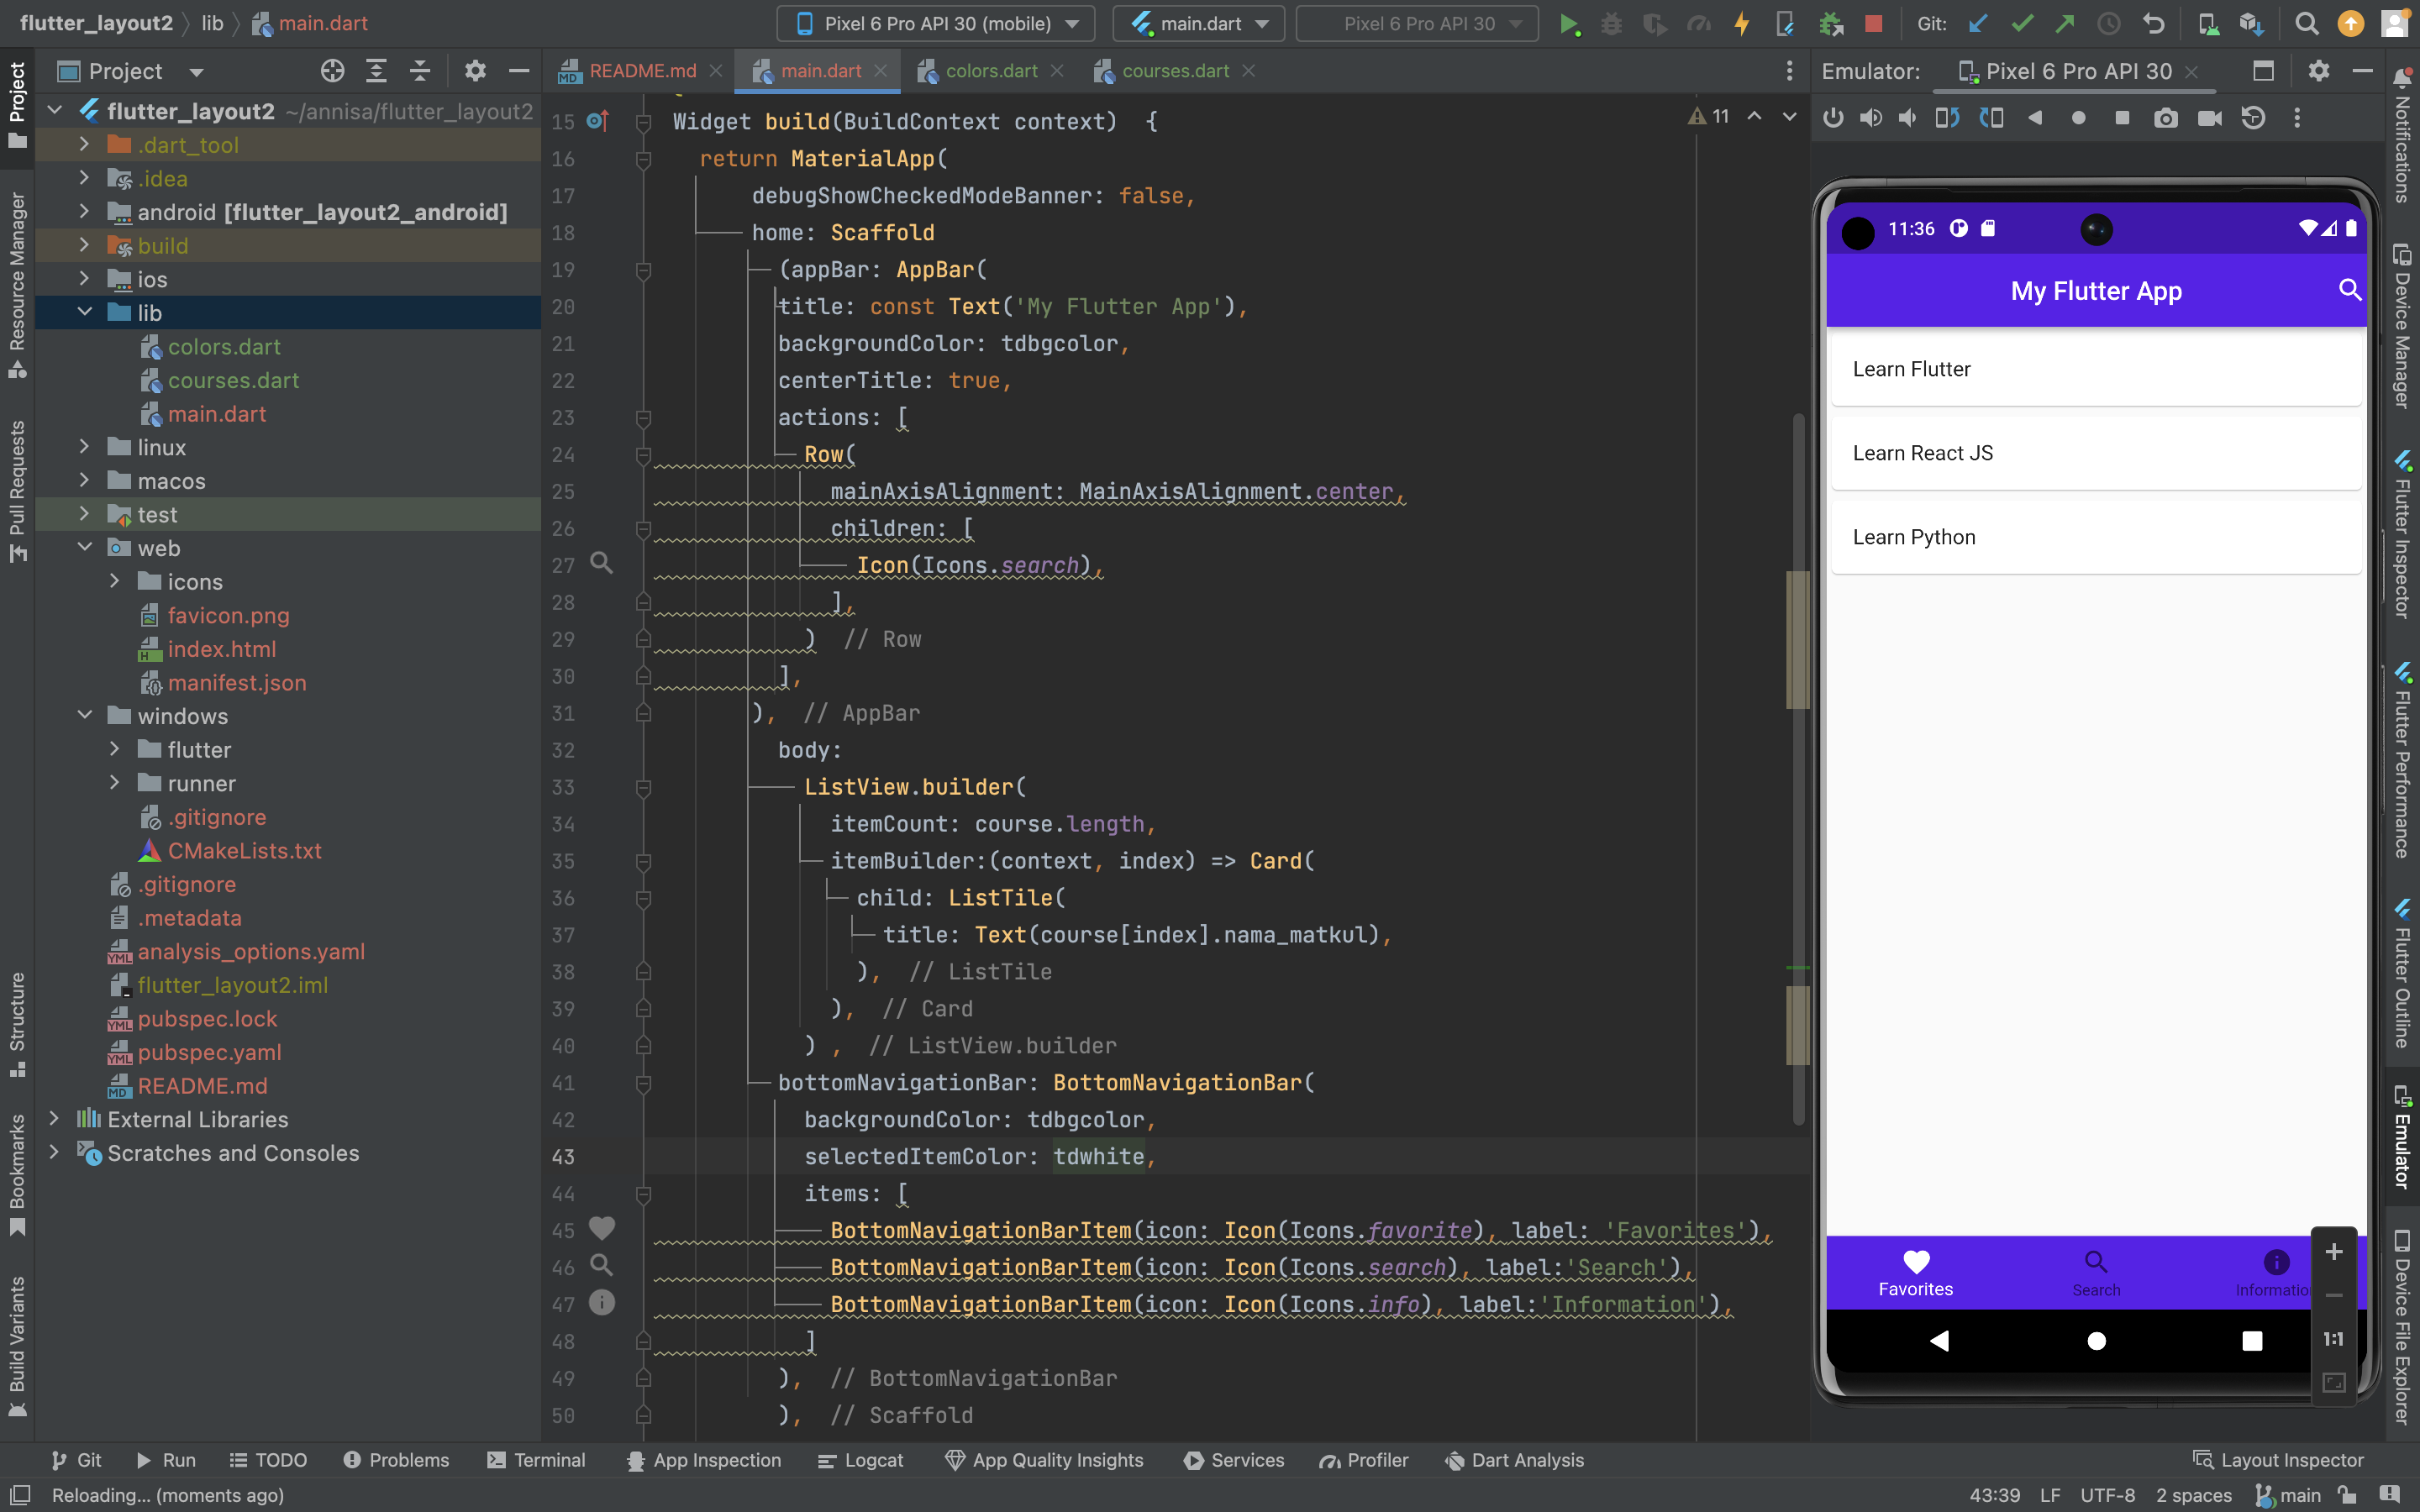 flutter_layout2 lib main.dart
Pixel 6 Pro API 30 (mobile) main.dart Pixel 6 Pro API 30 Git:
Project
README.md main.dart colors.dart courses.dart
Emulator: Pixel 6 Pro API 30
Project
Resource Manager
Pull Requests
Structure
Bookmarks
Build Variants
flutter_layout2 ~/annisa/flutter_layout2
.dart_tool
.idea
android [flutter_layout2_android]
build
ios
lib
colors.dart
courses.dart
main.dart
linux
macos
test
web
icons
favicon.png
index.html
manifest.json
windows
flutter
runner
.gitignore
CMakeLists.txt
.gitignore
.metadata
analysis_options.yaml
flutter_layout2.iml
pubspec.lock
pubspec.yaml
README.md
External Libraries
Scratches and Consoles
11
15 Widget build(BuildContext context) {
16 return MaterialApp(
17 debugShowCheckedModeBanner: false,
18 home: Scaffold
19 (appBar: AppBar(
20 title: const Text('My Flutter App'),
21 backgroundColor: tdbgcolor,
22 centerTitle: true,
23 actions: [
24 Row(
25 mainAxisAlignment: MainAxisAlignment.center,
26 children: [
27 Icon(Icons.search),
28 ],
29 ) // Row
30 ],
31 ), // AppBar
32 body:
33 ListView.builder(
34 itemCount: course.length,
35 itemBuilder:(context, index) => Card(
36 child: ListTile(
37 title: Text(course[index].nama_matkul),
38 ), // ListTile
39 ), // Card
40 ) , // ListView.builder
41 bottomNavigationBar: BottomNavigationBar(
42 backgroundColor: tdbgcolor,
43 selectedItemColor: tdwhite,
44 items: [
45 BottomNavigationBarItem(icon: Icon(Icons.favorite), label: 'Favorites'),
46 BottomNavigationBarItem(icon: Icon(Icons.search), label:'Search'),
47 BottomNavigationBarItem(icon: Icon(Icons.info), label:'Information'),
48 ]
49 ), // BottomNavigationBar
50 ), // Scaffold
11:36
My Flutter App
Learn Flutter
Learn React JS
Learn Python
Favorites Search Informatio
1:1
Notifications
Device Manager
Flutter Inspector
Flutter Performance
Flutter Outline
Emulator
Device File Explorer
Git Run TODO Problems Terminal App Inspection Logcat App Quality Insights Services Profiler Dart Analysis Layout Inspector
Reloading... (moments ago) 43:39 LF UTF-8 2 spaces main